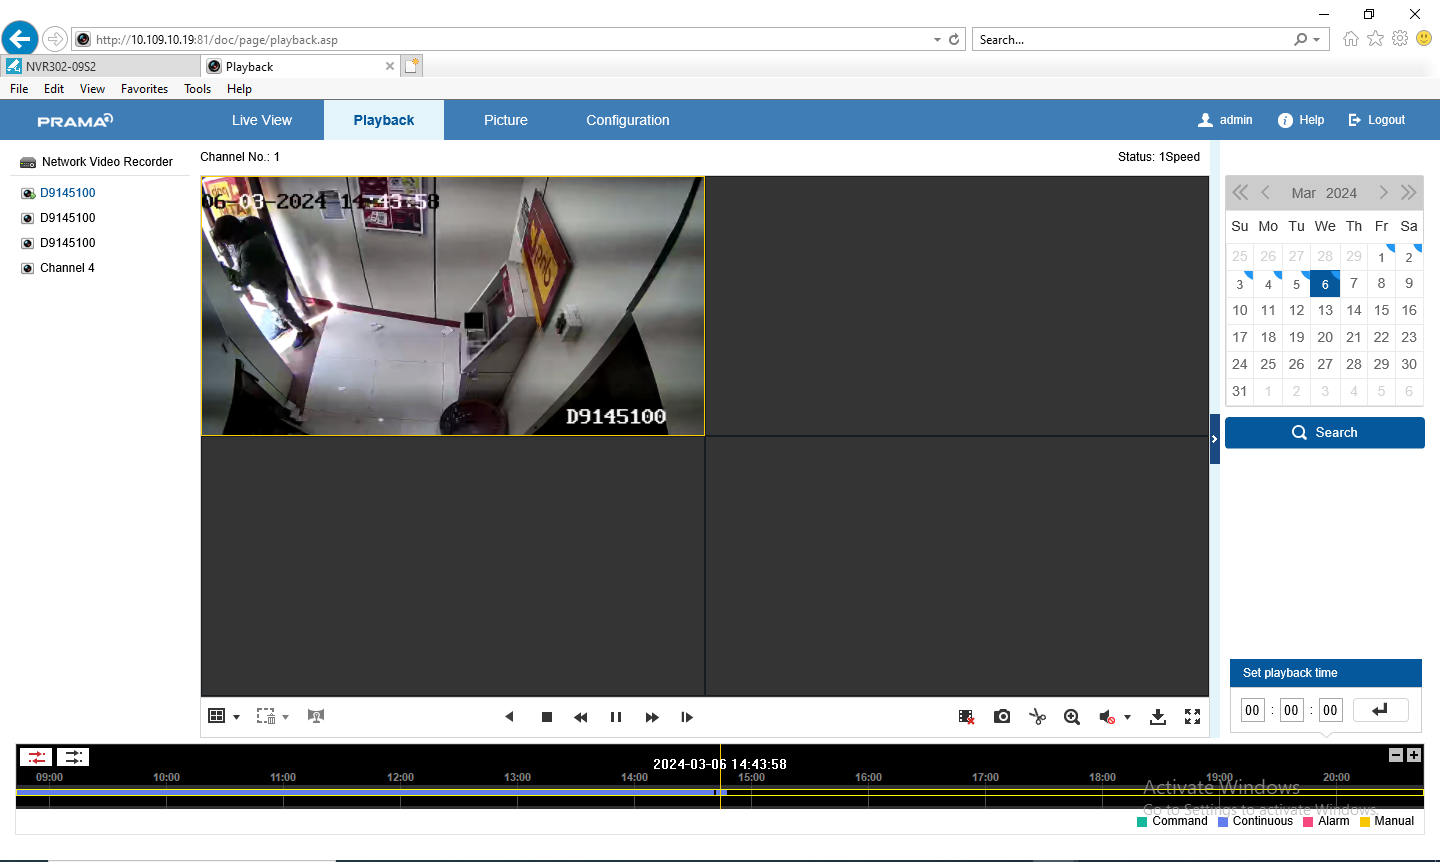 http://10.109.10.19:81/doc/page/playback.asp
Search...
NVR302-09S2
Playback
File Edit View Favorites Tools Help
PRAMA
Live View Playback Picture Configuration
admin Help Logout
Network Video Recorder
D9145100
D9145100
D9145100
Channel 4
Channel No.: 1
Status: 1Speed
06-03-2024 14:43:58
D9145100
Mar 2024
Su Mo Tu We Th Fr Sa
25 26 27 28 29 1 2
3 4 5 6 7 8 9
10 11 12 13 14 15 16
17 18 19 20 21 22 23
24 25 26 27 28 29 30
31 1 2 3 4 5 6
Search
Set playback time
00 : 00 : 00
2024-03-06 14:43:58
09:00 10:00 11:00 12:00 13:00 14:00 15:00 16:00 17:00 18:00 19:00 20:00
Activate Windows
Go to Settings to activate Windows.
Command Continuous Alarm Manual